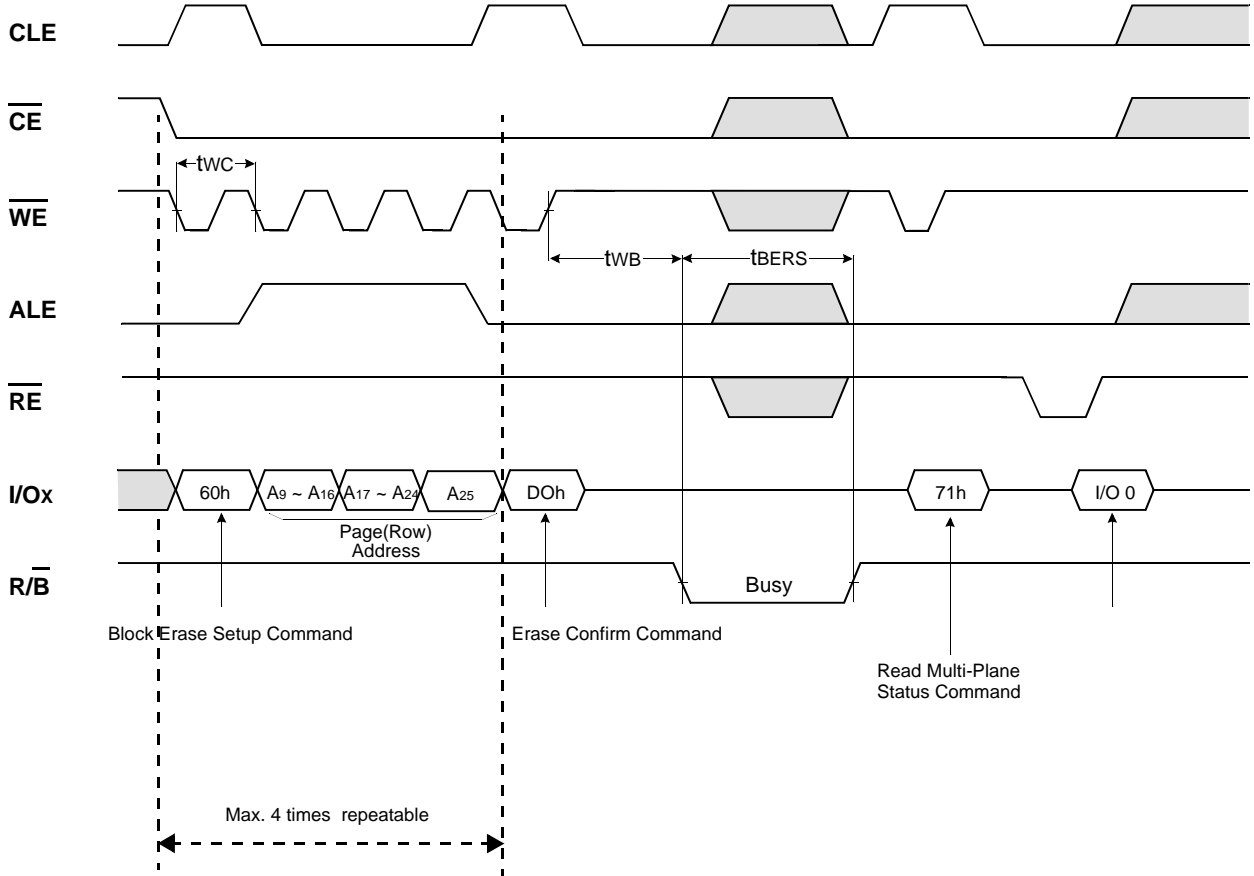 CLE
CE
tWC
WE
tWB
tBERS
ALE
RE
I/Ox
60h
A9 ~ A16
A17 ~ A24
A25
DOh
71h
I/O 0
Page(Row)
Address
R/B
Busy
Block Erase Setup Command
Erase Confirm Command
Read Multi-Plane
Status Command
Max. 4 times repeatable